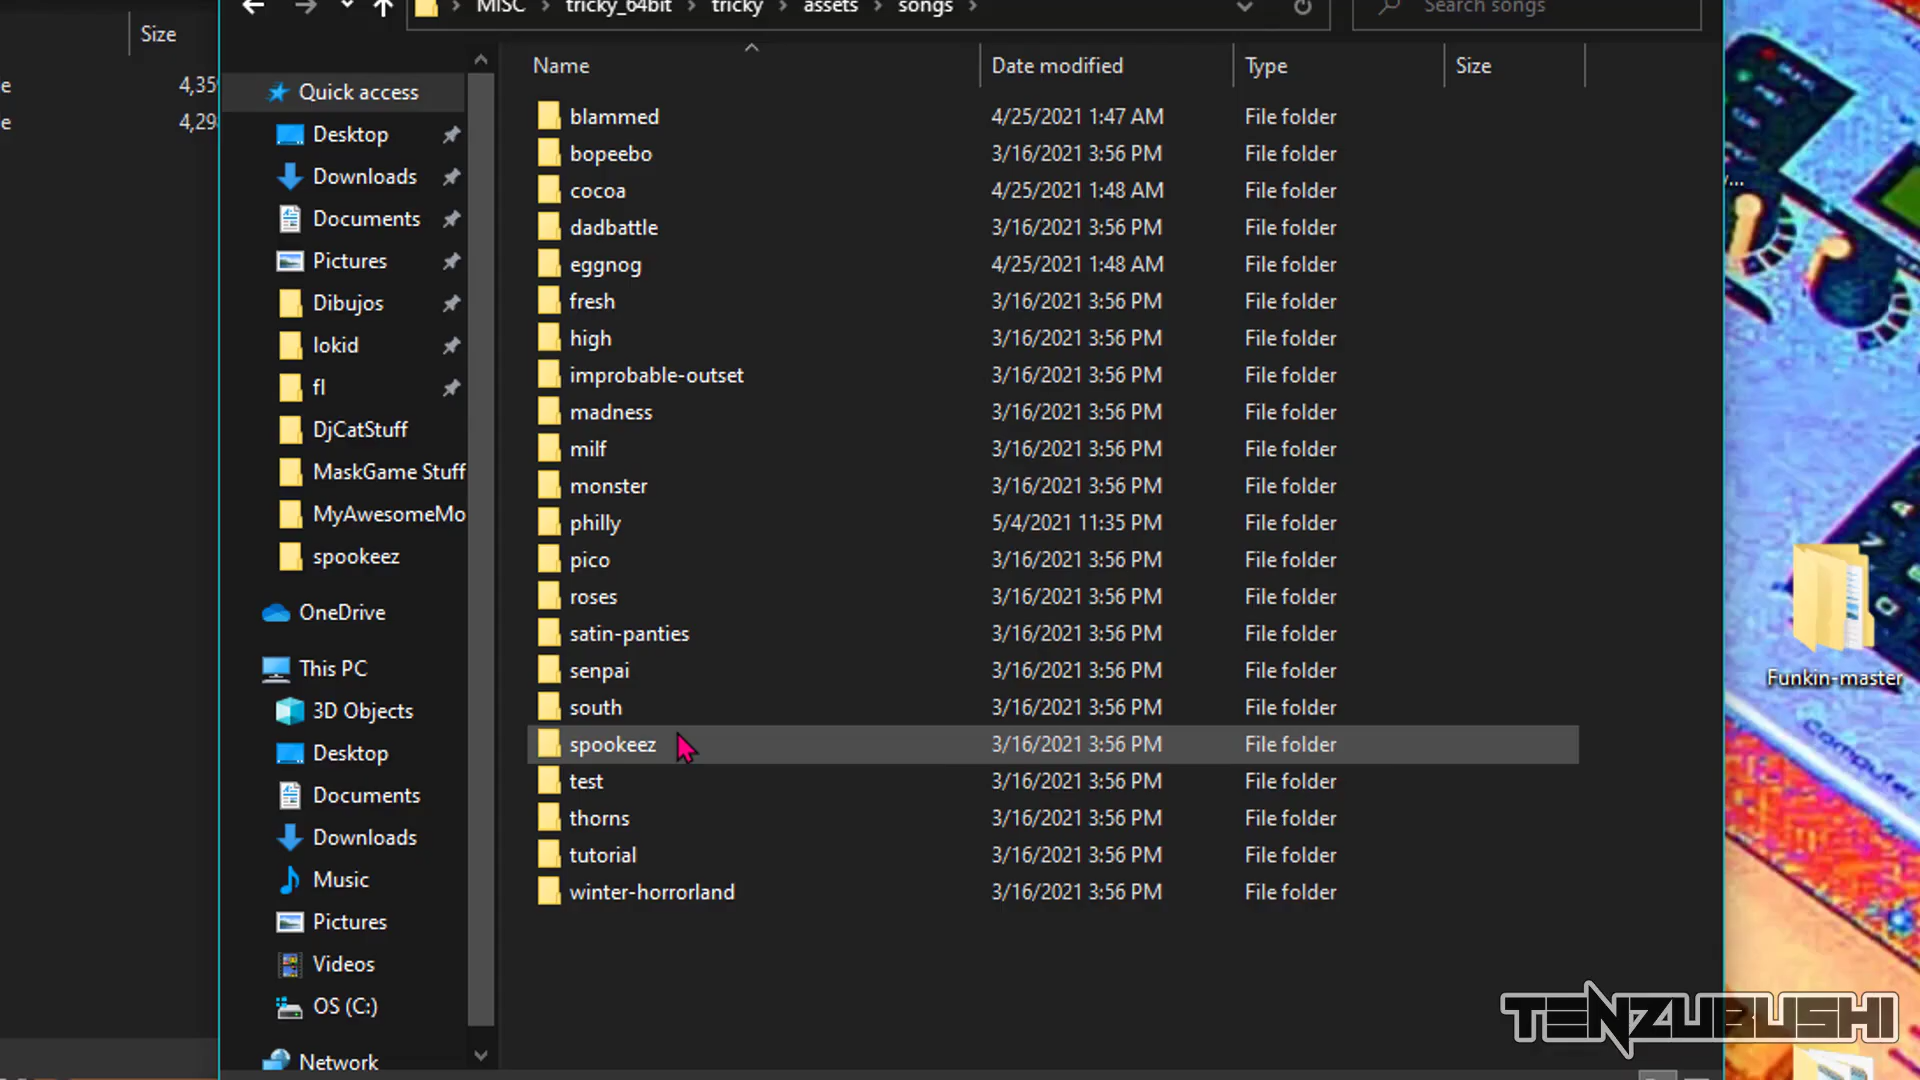 MISC > tricky_64bit > tricky > assets > songs >
Search songs
Size
e 4,35
e 4,29
Name Date modified Type Size
blammed 4/25/2021 1:47 AM File folder
bopeebo 3/16/2021 3:56 PM File folder
cocoa 4/25/2021 1:48 AM File folder
dadbattle 3/16/2021 3:56 PM File folder
eggnog 4/25/2021 1:48 AM File folder
fresh 3/16/2021 3:56 PM File folder
high 3/16/2021 3:56 PM File folder
improbable-outset 3/16/2021 3:56 PM File folder
madness 3/16/2021 3:56 PM File folder
milf 3/16/2021 3:56 PM File folder
monster 3/16/2021 3:56 PM File folder
philly 5/4/2021 11:35 PM File folder
pico 3/16/2021 3:56 PM File folder
roses 3/16/2021 3:56 PM File folder
satin-panties 3/16/2021 3:56 PM File folder
senpai 3/16/2021 3:56 PM File folder
south 3/16/2021 3:56 PM File folder
spookeez 3/16/2021 3:56 PM File folder
test 3/16/2021 3:56 PM File folder
thorns 3/16/2021 3:56 PM File folder
tutorial 3/16/2021 3:56 PM File folder
winter-horrorland 3/16/2021 3:56 PM File folder
Quick access
Desktop
Downloads
Documents
Pictures
Dibujos
lokid
fl
DjCatStuff
MaskGame Stuff
MyAwesomeMo
spookeez
OneDrive
This PC
3D Objects
Desktop
Documents
Downloads
Music
Pictures
Videos
OS (C:)
Network
Funkin-master
Computer
TENZUBUSHI